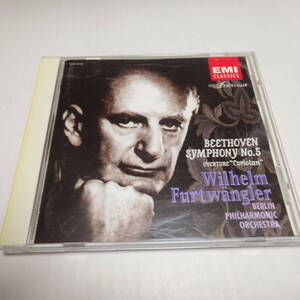 EMI
CLASSICS
BEETHOVEN
SYMPHONY No.5
OVERTURE "Coriolan"
Wilhelm
Furtwängler
BERLIN
PHILHARMONIC
ORCHESTRA